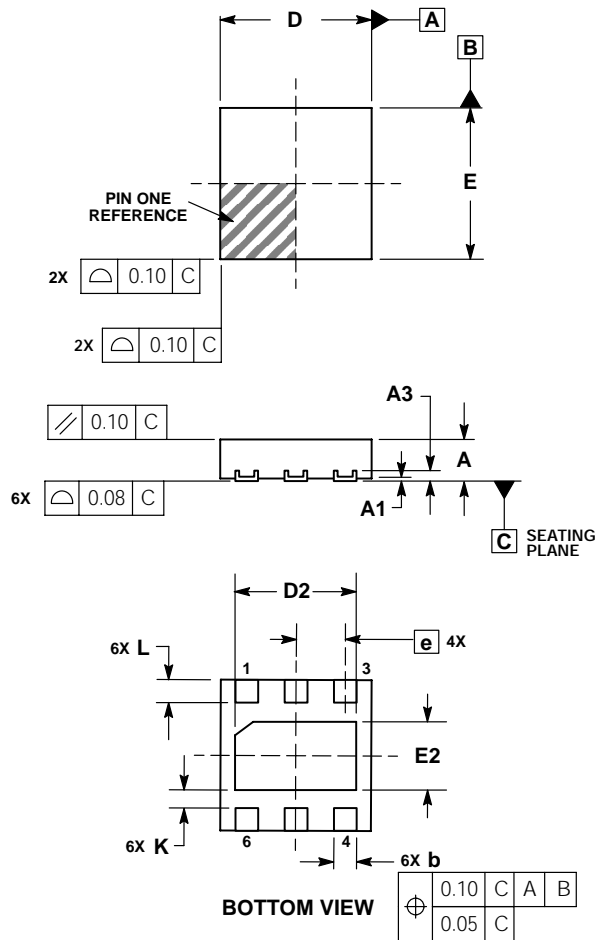 D
A
B
E
PIN ONE
REFERENCE
2X ⌓ 0.10 C
2X ⌓ 0.10 C
A3
// 0.10 C
A
6X ⌓ 0.08 C
A1
C SEATING
PLANE
D2
e 4X
6X L
1
3
E2
6X K
6
4
6X b
BOTTOM VIEW
⌖ 0.10 C A B
0.05 C